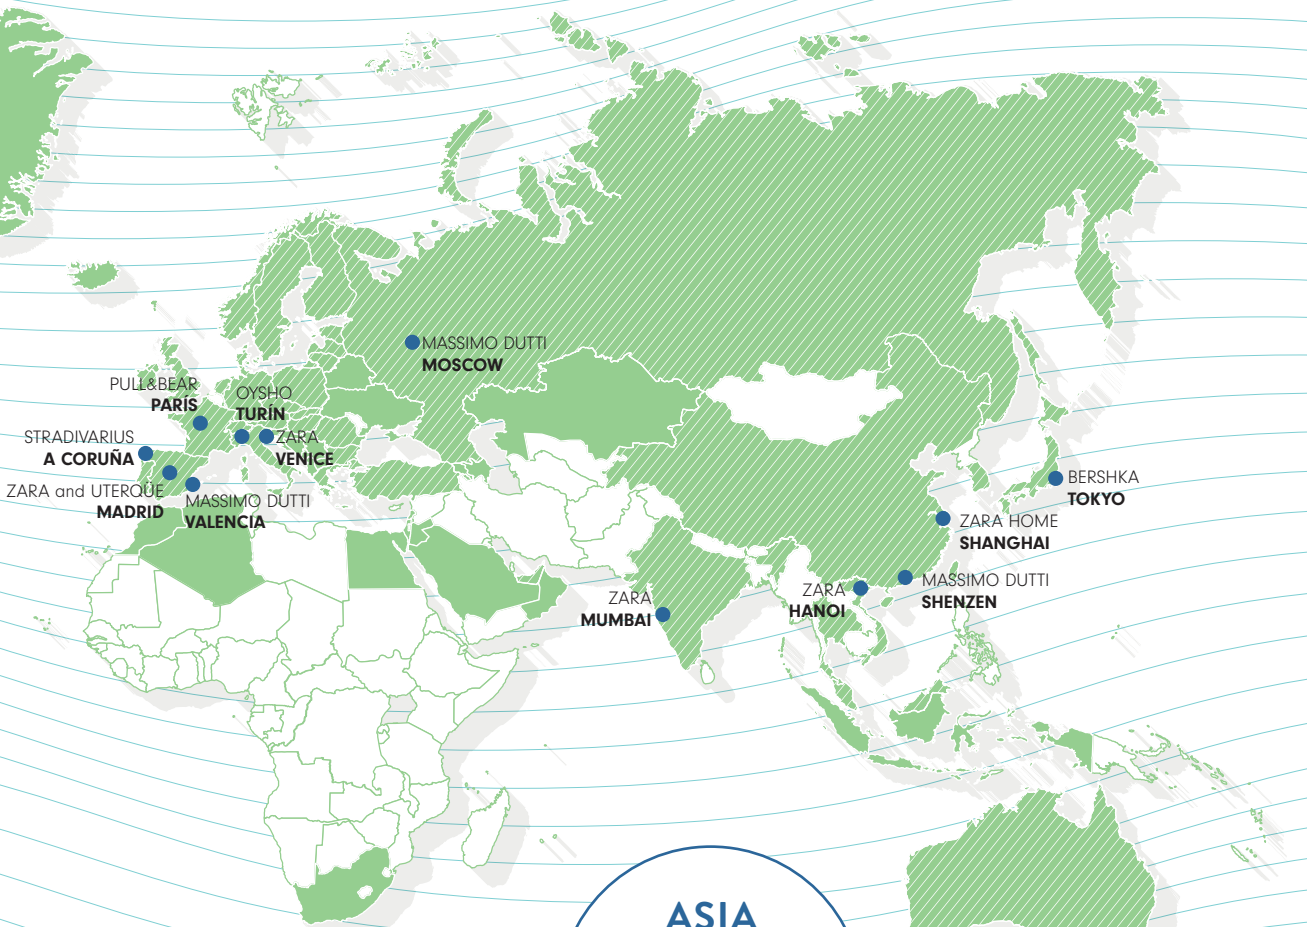 MASSIMO DUTTI
MOSCOW
PULL&BEAR
PARÍS
OYSHO
TURÍN
STRADIVARIUS
A CORUÑA
ZARA
VENICE
ZARA and UTERQÜE
MADRID
MASSIMO DUTTI
VALENCIA
BERSHKA
TOKYO
ZARA HOME
SHANGHAI
MASSIMO DUTTI
SHENZEN
ZARA
HANOI
ZARA
MUMBAI
ASIA